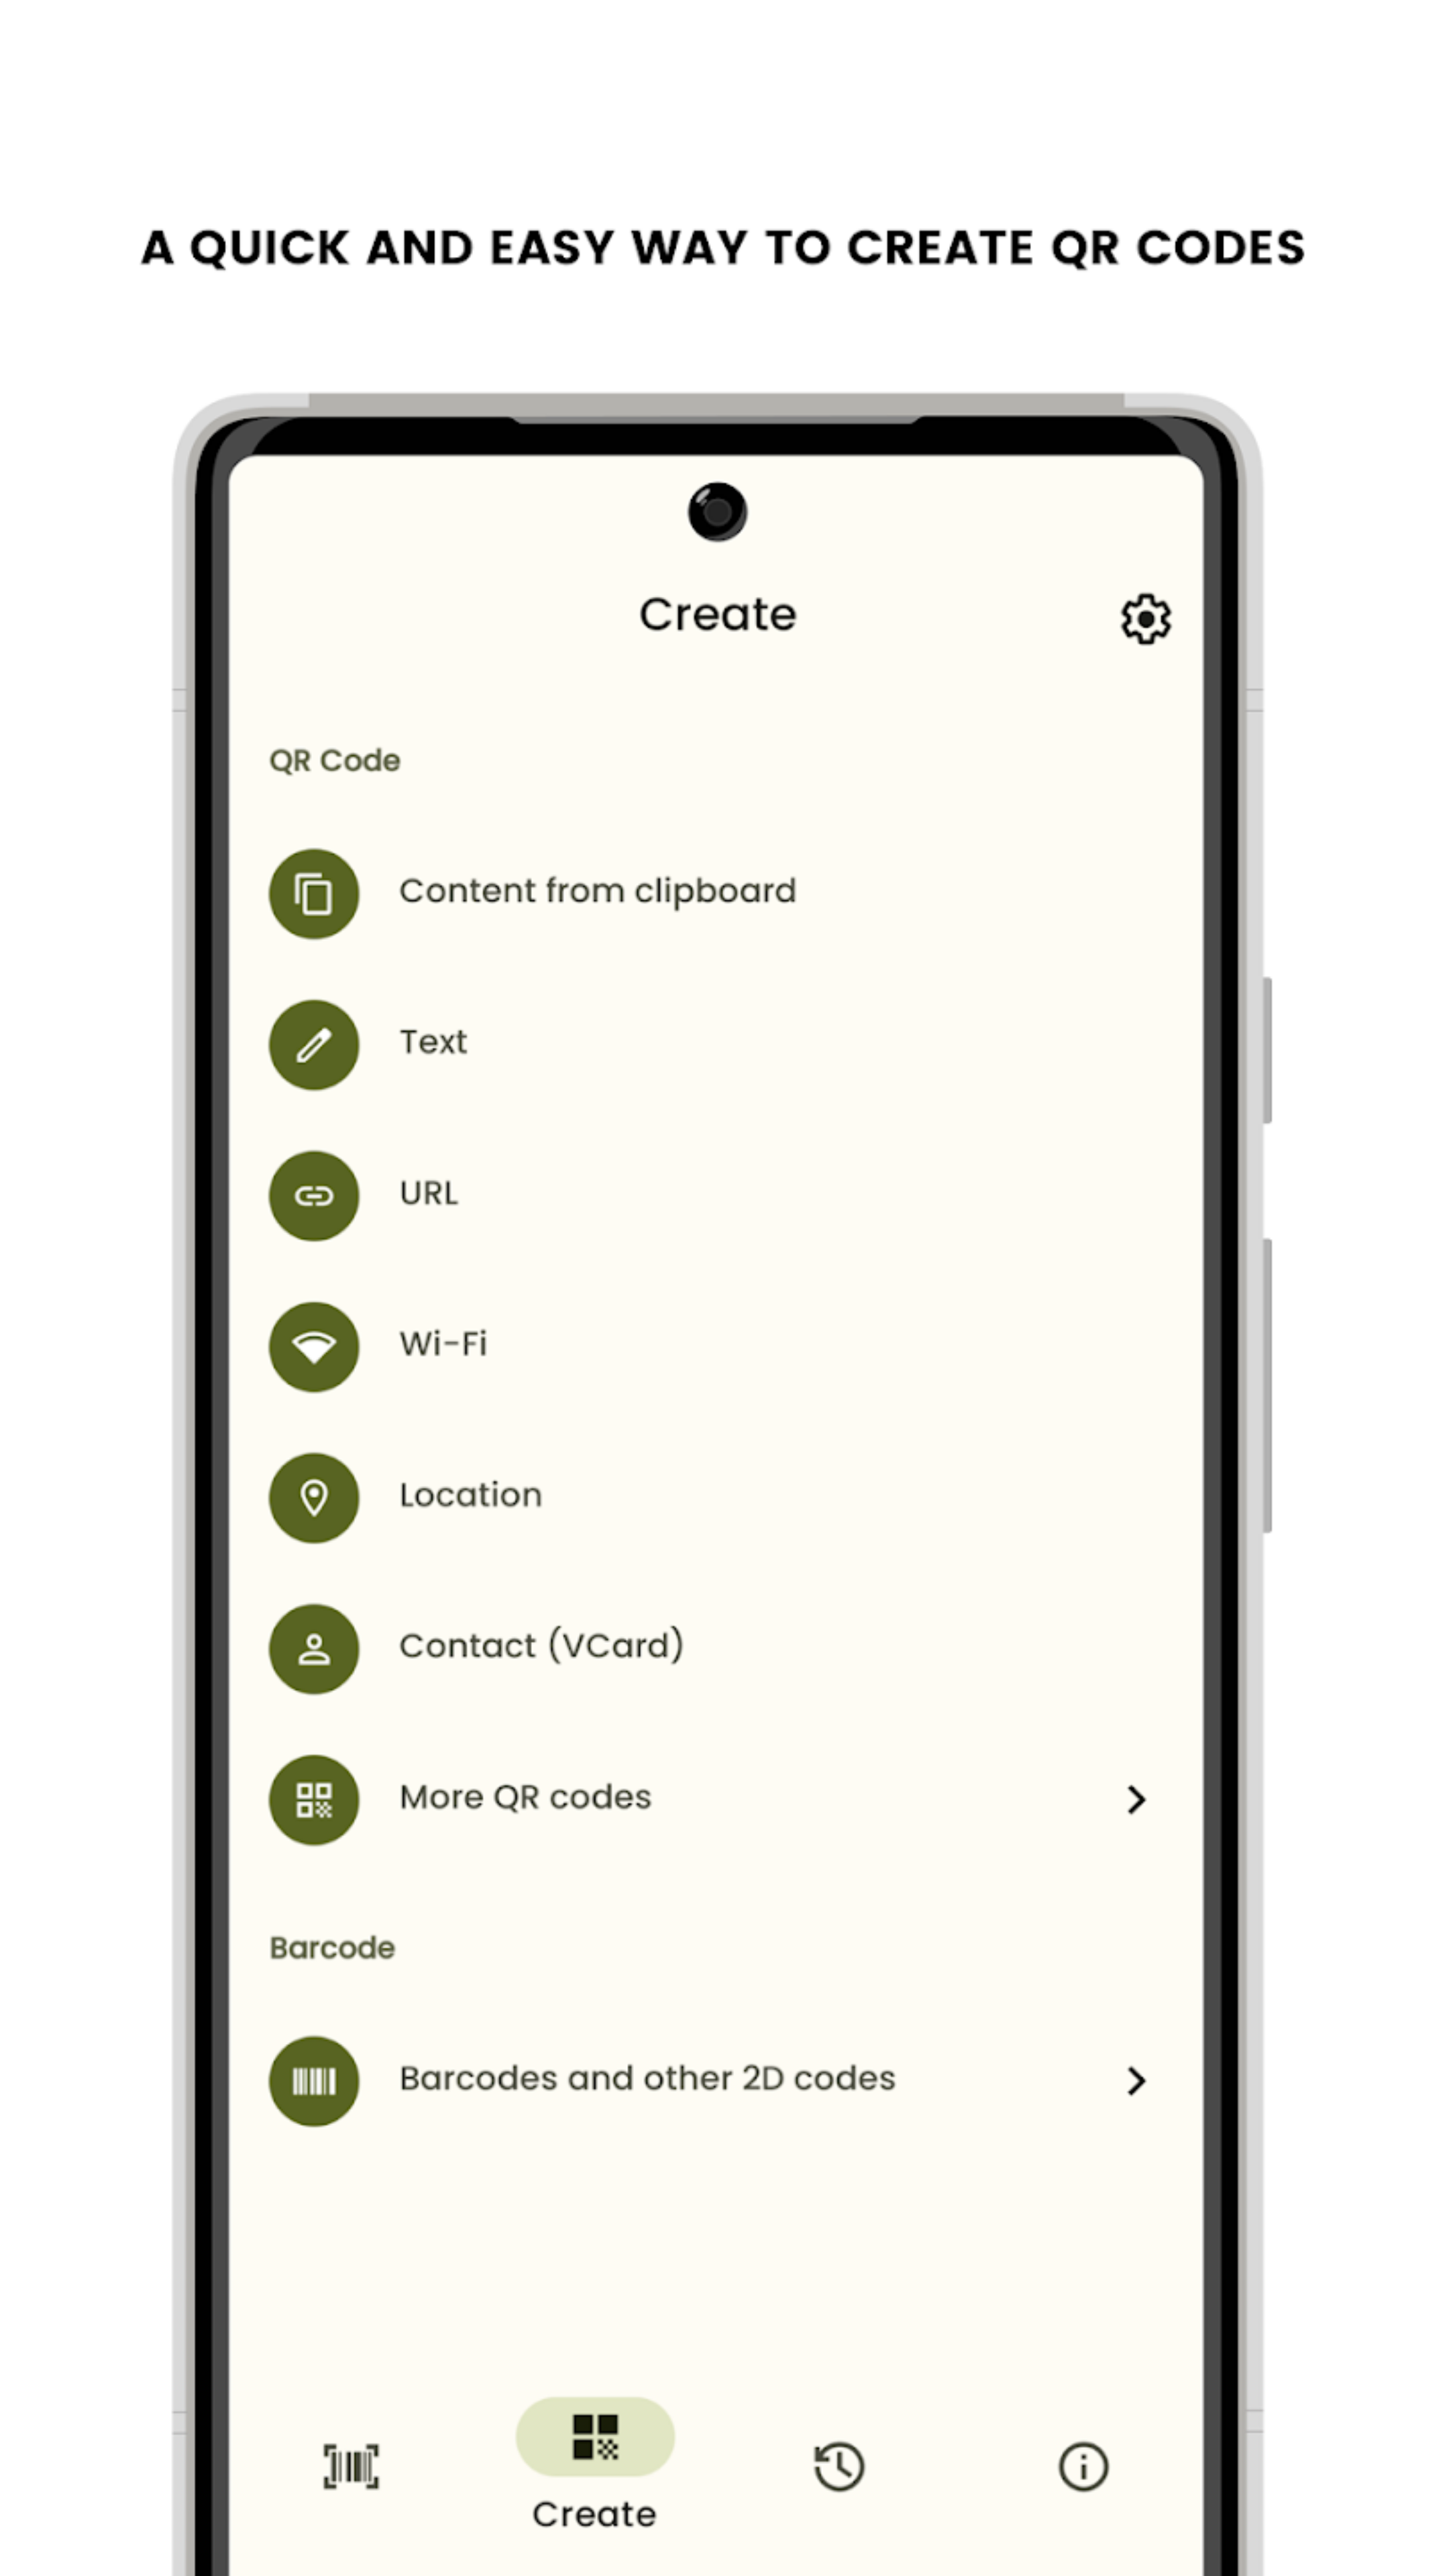 A QUICK AND EASY WAY TO CREATE QR CODES
Create
QR Code
Content from clipboard
Text
URL
Wi-Fi
Location
Contact (VCard)
More QR codes
Barcode
Barcodes and other 2D codes
Create